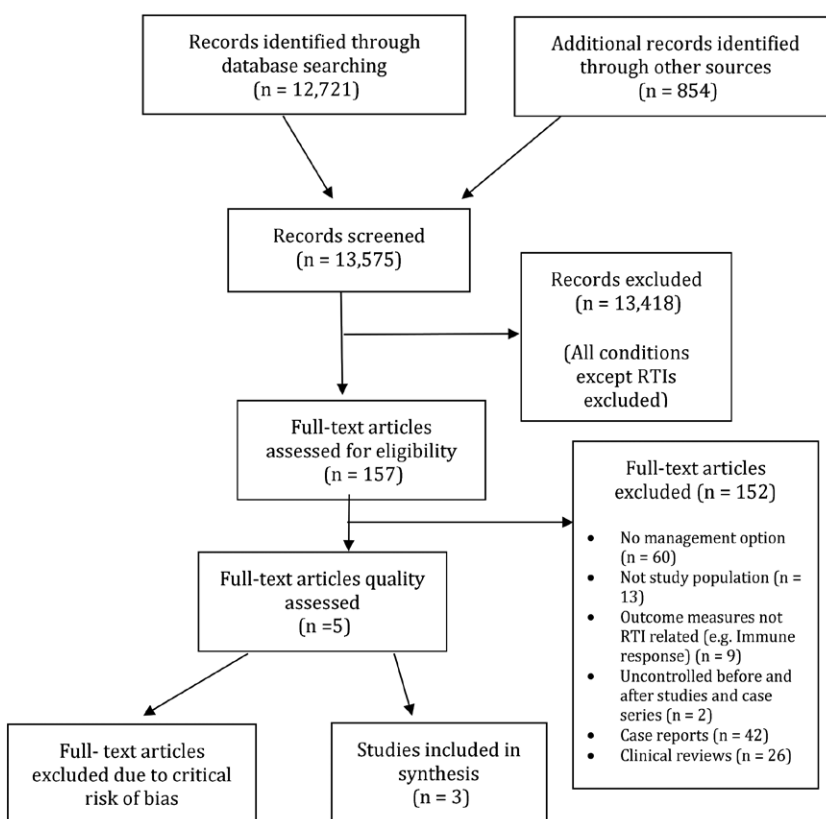 Records identified through
database searching
(n = 12,721)
Additional records identified
through other sources
(n = 854)
Records screened
(n = 13,575)
Records excluded
(n = 13,418)
(All conditions
except RTIs
excluded)
Full-text articles
assessed for eligibility
(n = 157)
Full-text articles
excluded (n = 152)
• No management option
(n = 60)
• Not study population (n =
13)
• Outcome measures not
RTI related (e.g. Immune
response) (n = 9)
• Uncontrolled before and
after studies and case
series (n = 2)
• Case reports (n = 42)
• Clinical reviews (n = 26)
Full-text articles quality
assessed
(n =5)
Full- text articles
excluded due to critical
risk of bias
Studies included in
synthesis
(n = 3)